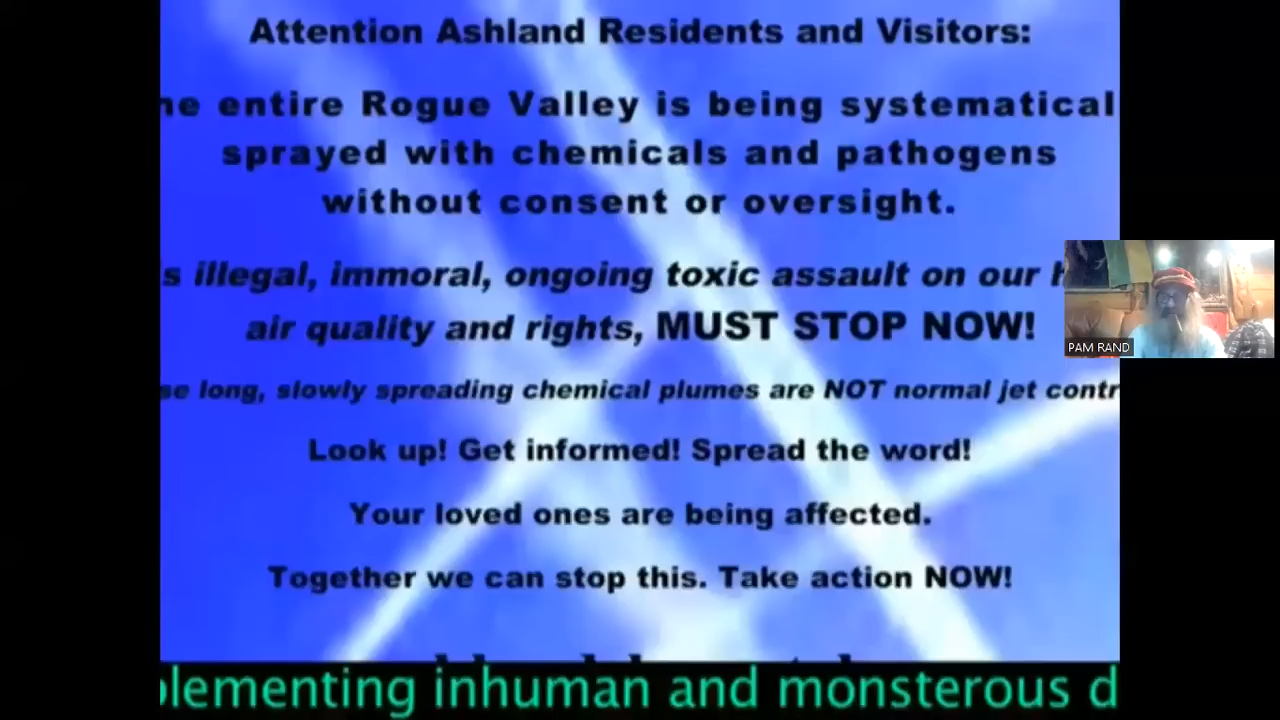 Attention Ashland Residents and Visitors:
he entire Rogue Valley is being systematical
sprayed with chemicals and pathogens
without consent or oversight.
s illegal, immoral, ongoing toxic assault on our h
air quality and rights, MUST STOP NOW!
PAM RAND
se long, slowly spreading chemical plumes are NOT normal jet contr
Look up! Get informed! Spread the word!
Your loved ones are being affected.
Together we can stop this. Take action NOW!
plementing inhuman and monsterous d